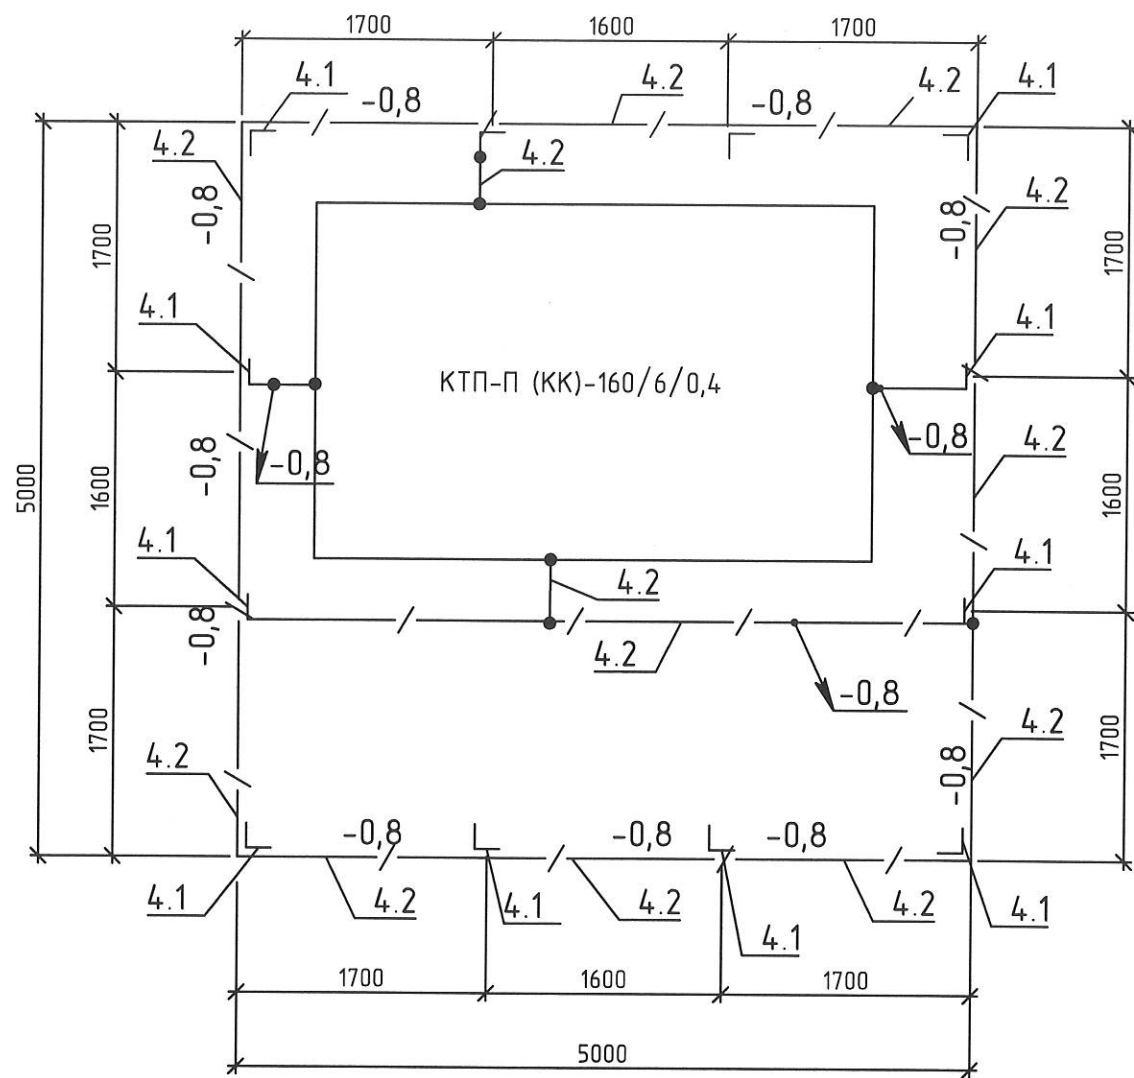 1700 1600 1700
4.1 -0,8 4.2 -0,8 4.2 4.1
4.2 4.2
-0,8 -0,8 4.2
1700 1700
4.1 4.1
КТП-П (КК)-160/6/0,4
-0,8 -0,8 -0,8 4.2
5000 1600 1600
4.1 4.1
4.2
-0,8 4.2
-0,8
1700 4.2 -0,8 4.2 1700
-0,8 -0,8 -0,8
4.1 4.2 4.1 4.2 4.1 4.2 4.1
1700 1600 1700
5000